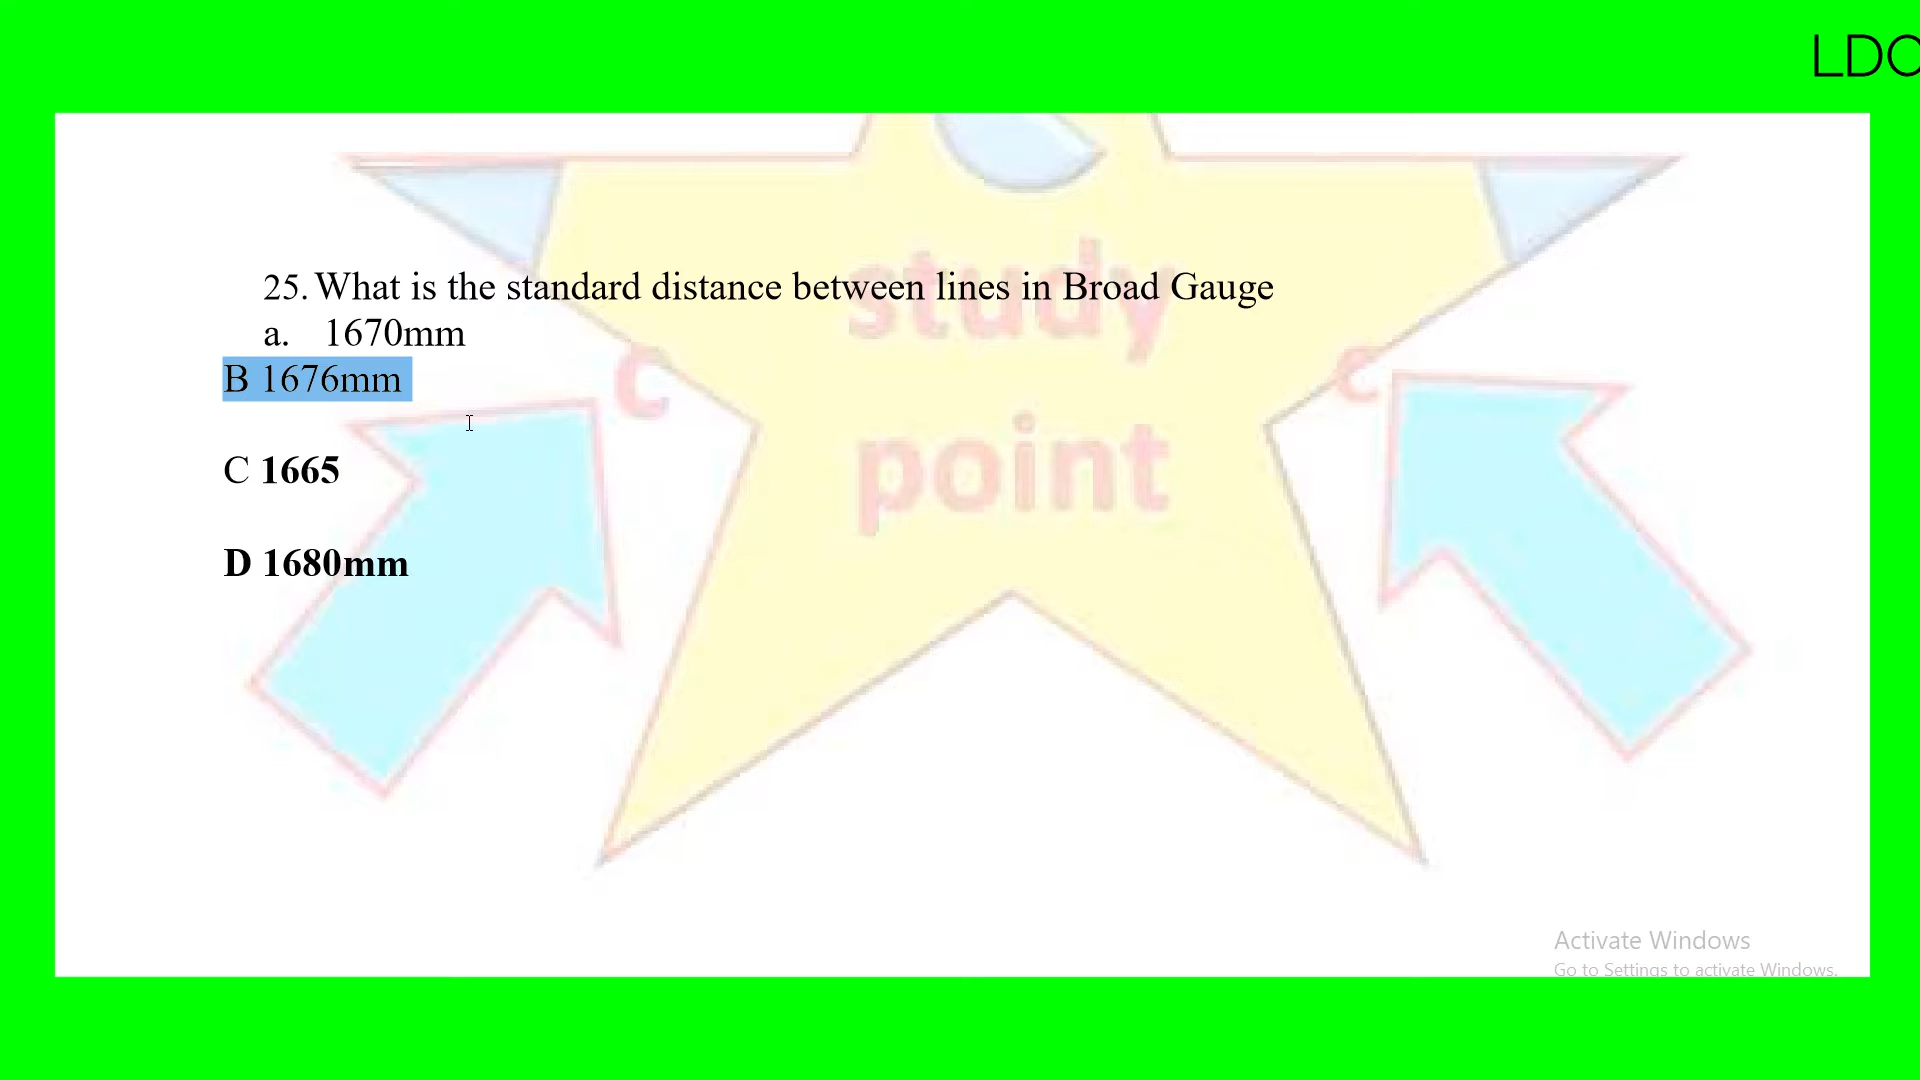 LDC
25. What is the standard distance between lines in Broad Gauge
a. 1670mm
B 1676mm
C 1665
D 1680mm
c c
study
point
Activate Windows
Go to Settings to activate Windows.